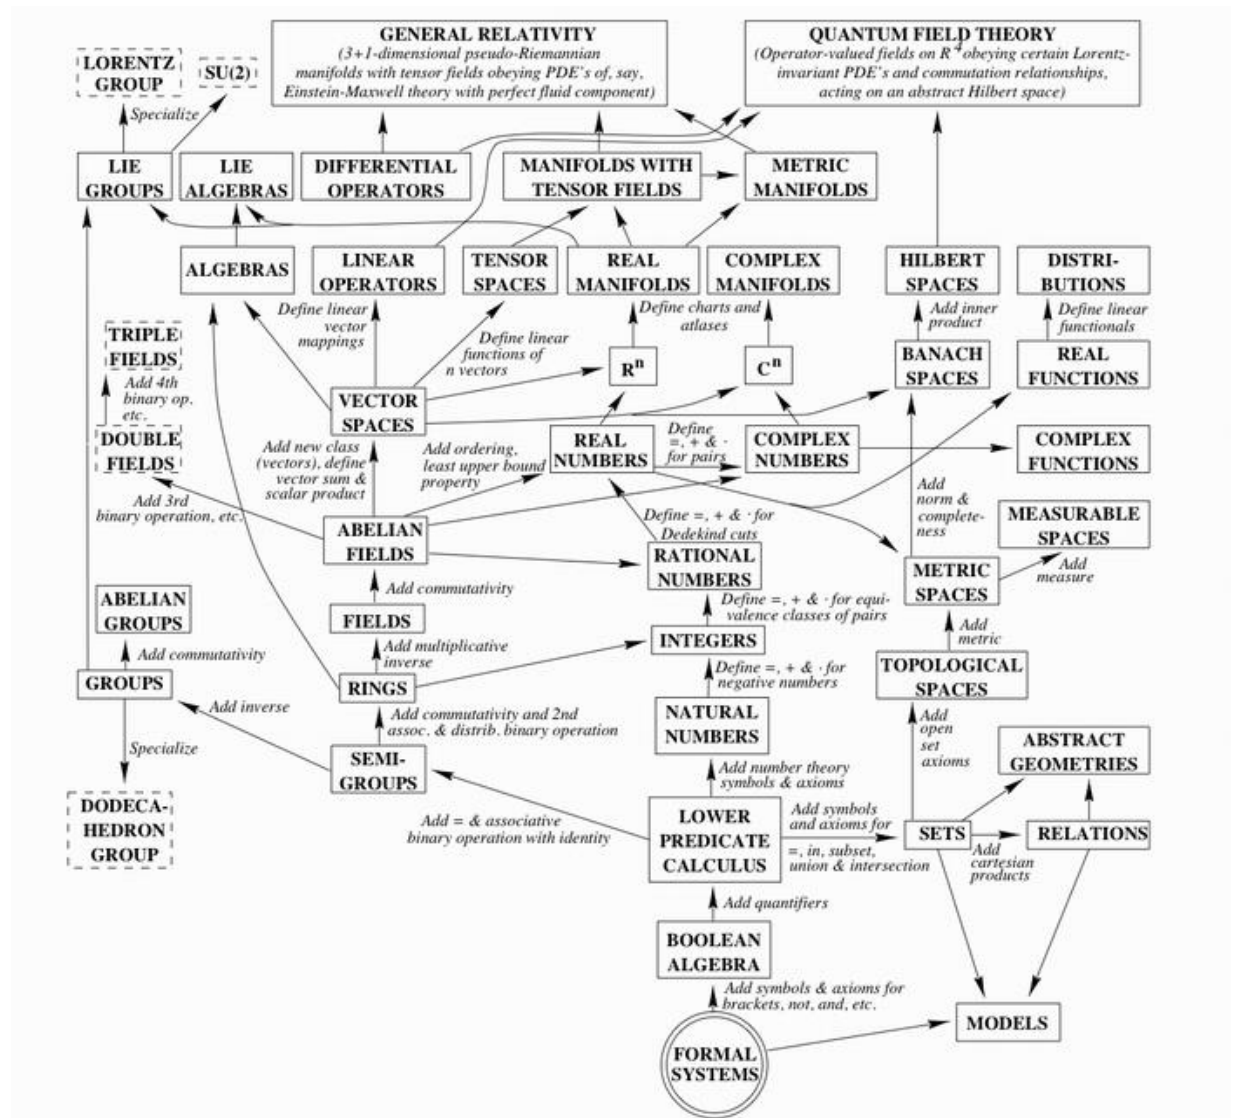 GENERAL RELATIVITY
(3+1-dimensional pseudo-Riemannian
manifolds with tensor fields obeying PDE's of, say,
Einstein-Maxwell theory with perfect fluid component)
QUANTUM FIELD THEORY
(Operator-valued fields on R⁴ obeying certain Lorentz-
invariant PDE's and commutation relationships,
acting on an abstract Hilbert space)
LORENTZ
GROUP
SU(2)
Specialize
LIE
GROUPS
LIE
ALGEBRAS
DIFFERENTIAL
OPERATORS
MANIFOLDS WITH
TENSOR FIELDS
METRIC
MANIFOLDS
ALGEBRAS
LINEAR
OPERATORS
TENSOR
SPACES
REAL
MANIFOLDS
COMPLEX
MANIFOLDS
HILBERT
SPACES
DISTRI-
BUTIONS
Define linear
vector
mappings
Define linear
functions of
n vectors
Define charts and
atlases
Add inner
product
Define linear
functionals
TRIPLE
FIELDS
Add 4th
binary op.
etc.
Rⁿ
Cⁿ
BANACH
SPACES
REAL
FUNCTIONS
VECTOR
SPACES
DOUBLE
FIELDS
Add new class
(vectors), define
vector sum &
scalar product
Add ordering,
least upper bound
property
REAL
NUMBERS
Define
=, + & ·
for pairs
COMPLEX
NUMBERS
COMPLEX
FUNCTIONS
Add 3rd
binary operation, etc.
Add
norm &
complete-
ness
ABELIAN
FIELDS
Define =, + & · for
Dedekind cuts
MEASURABLE
SPACES
RATIONAL
NUMBERS
METRIC
SPACES
Add
measure
Add commutativity
ABELIAN
GROUPS
FIELDS
Define =, + & · for equi-
valence classes of pairs
Add
metric
Add commutativity
Add multiplicative
inverse
INTEGERS
GROUPS
RINGS
Define =, + & · for
negative numbers
TOPOLOGICAL
SPACES
Add inverse
Add commutativity and 2nd
assoc. & distrib. binary operation
NATURAL
NUMBERS
Add
open
set
axioms
Specialize
SEMI-
GROUPS
Add number theory
symbols & axioms
ABSTRACT
GEOMETRIES
DODECA-
HEDRON
GROUP
Add = & associative
binary operation with identity
LOWER
PREDICATE
CALCULUS
Add symbols
and axioms for
=, in, subset,
union & intersection
SETS
RELATIONS
Add
cartesian
products
Add quantifiers
BOOLEAN
ALGEBRA
Add symbols & axioms for
brackets, not, and, etc.
MODELS
FORMAL
SYSTEMS